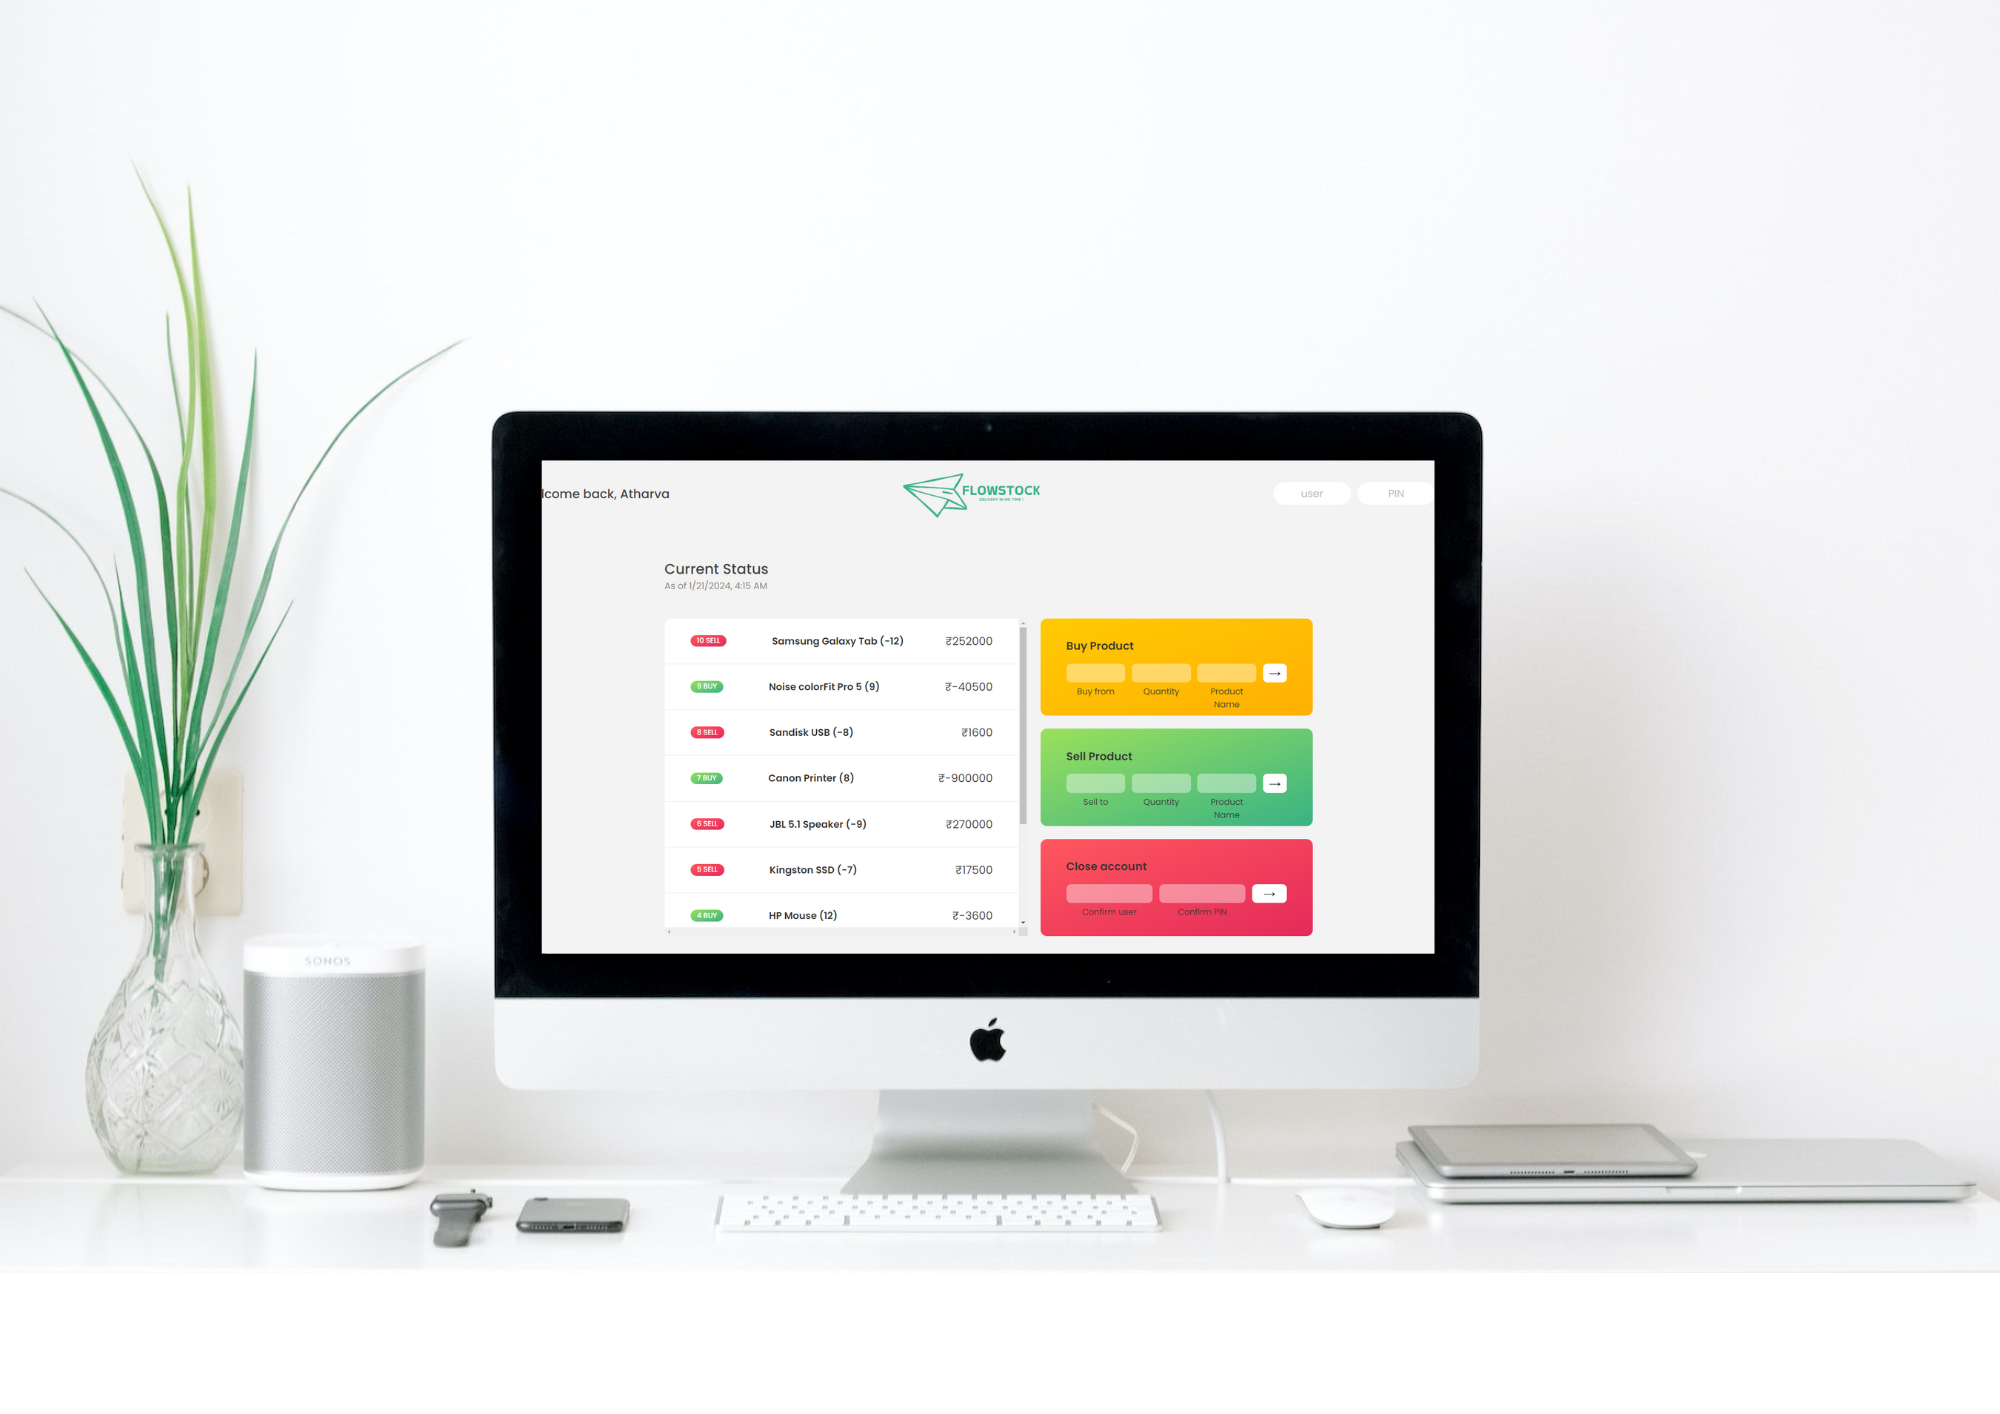 lcome back, Atharva
FLOWSTOCK
DELIVERY IN NO TIME !
user
PIN
Current Status
As of 1/21/2024, 4:15 AM
10 SELL
Samsung Galaxy Tab (-12)
₹252000
9 BUY
Noise colorFit Pro 5 (9)
₹-40500
8 SELL
Sandisk USB (-8)
₹1600
7 BUY
Canon Printer (8)
₹-900000
6 SELL
JBL 5.1 Speaker (-9)
₹270000
5 SELL
Kingston SSD (-7)
₹17500
4 BUY
HP Mouse (12)
₹-3600
Buy Product
→
Buy from
Quantity
Product
Name
Sell Product
→
Sell to
Quantity
Product
Name
Close account
→
Confirm user
Confirm PIN
SONOS